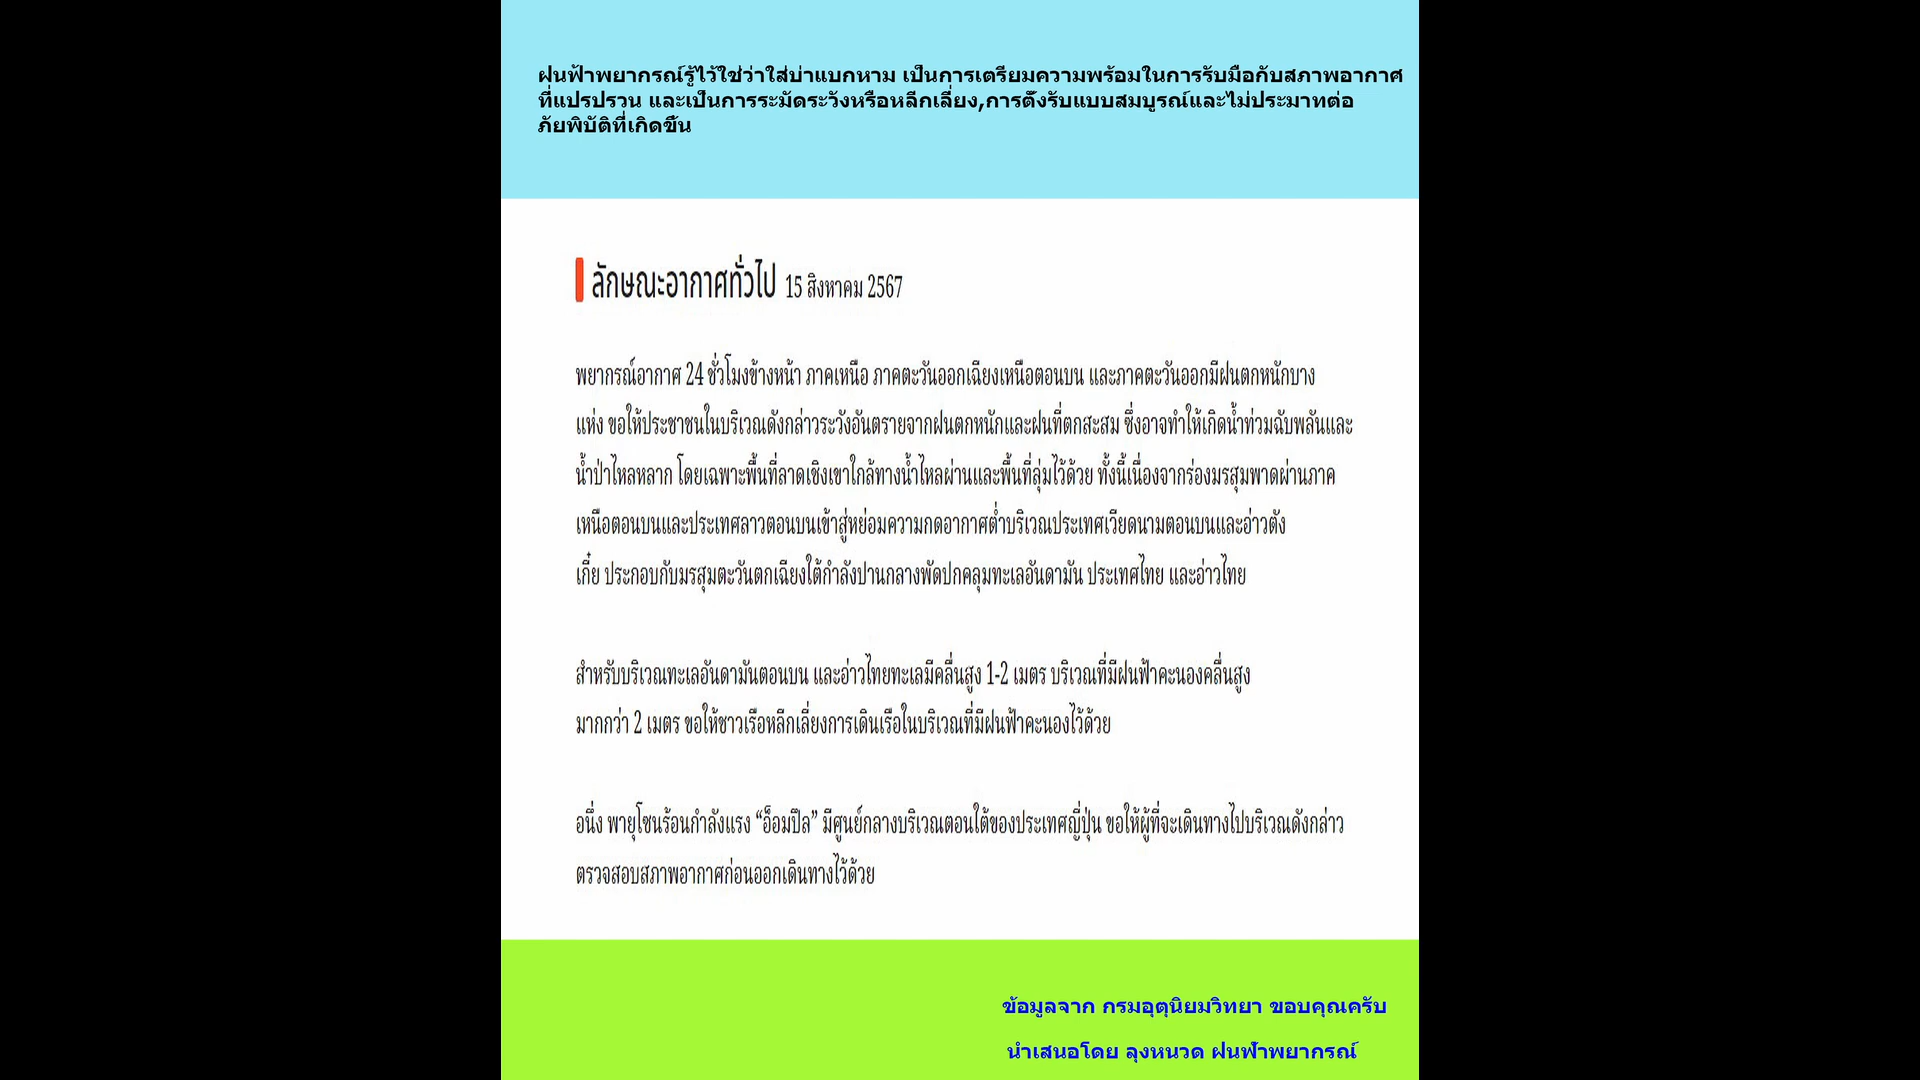 ฝนฟ้าพยากรณ์รู้ไว้ใช่ว่าใส่บ่าแบกหาม เป็นการเตรียมความพร้อมในการรับมือกับสภาพอากาศ
ที่แปรปรวน และเป็นการระมัดระวังหรือหลีกเลี่ยง,การตั้งรับแบบสมบูรณ์และไม่ประมาทต่อ
ภัยพิบัติที่เกิดขึ้น
ลักษณะอากาศทั่วไป 15 สิงหาคม 2567
พยากรณ์อากาศ 24 ชั่วโมงข้างหน้า ภาคเหนือ ภาคตะวันออกเฉียงเหนือตอนบน และภาคตะวันออกมีฝนตกหนักบาง
แห่ง ขอให้ประชาชนในบริเวณดังกล่าวระวังอันตรายจากฝนตกหนักและฝนที่ตกสะสม ซึ่งอาจทำให้เกิดน้ำท่วมฉับพลันและ
น้ำป่าไหลหลาก โดยเฉพาะพื้นที่ลาดเชิงเขาใกล้ทางน้ำไหลผ่านและพื้นที่ลุ่มไว้ด้วย ทั้งนี้เนื่องจากร่องมรสุมพาดผ่านภาค
เหนือตอนบนและประเทศลาวตอนบนเข้าสู่หย่อมความกดอากาศต่ำบริเวณประเทศเวียดนามตอนบนและอ่าวตัง
เกี๋ย ประกอบกับมรสุมตะวันตกเฉียงใต้กำลังปานกลางพัดปกคลุมทะเลอันดามัน ประเทศไทย และอ่าวไทย
สำหรับบริเวณทะเลอันดามันตอนบน และอ่าวไทยทะเลมีคลื่นสูง 1-2 เมตร บริเวณที่มีฝนฟ้าคะนองคลื่นสูง
มากกว่า 2 เมตร ขอให้ชาวเรือหลีกเลี่ยงการเดินเรือในบริเวณที่มีฝนฟ้าคะนองไว้ด้วย
อนึ่ง พายุโซนร้อนกำลังแรง “อ็อมปึล” มีศูนย์กลางบริเวณตอนใต้ของประเทศญี่ปุ่น ขอให้ผู้ที่จะเดินทางไปบริเวณดังกล่าว
ตรวจสอบสภาพอากาศก่อนออกเดินทางไว้ด้วย
ข้อมูลจาก กรมอุตุนิยมวิทยา ขอบคุณครับ
นำเสนอโดย ลุงหนวด ฝนฟ้าพยากรณ์